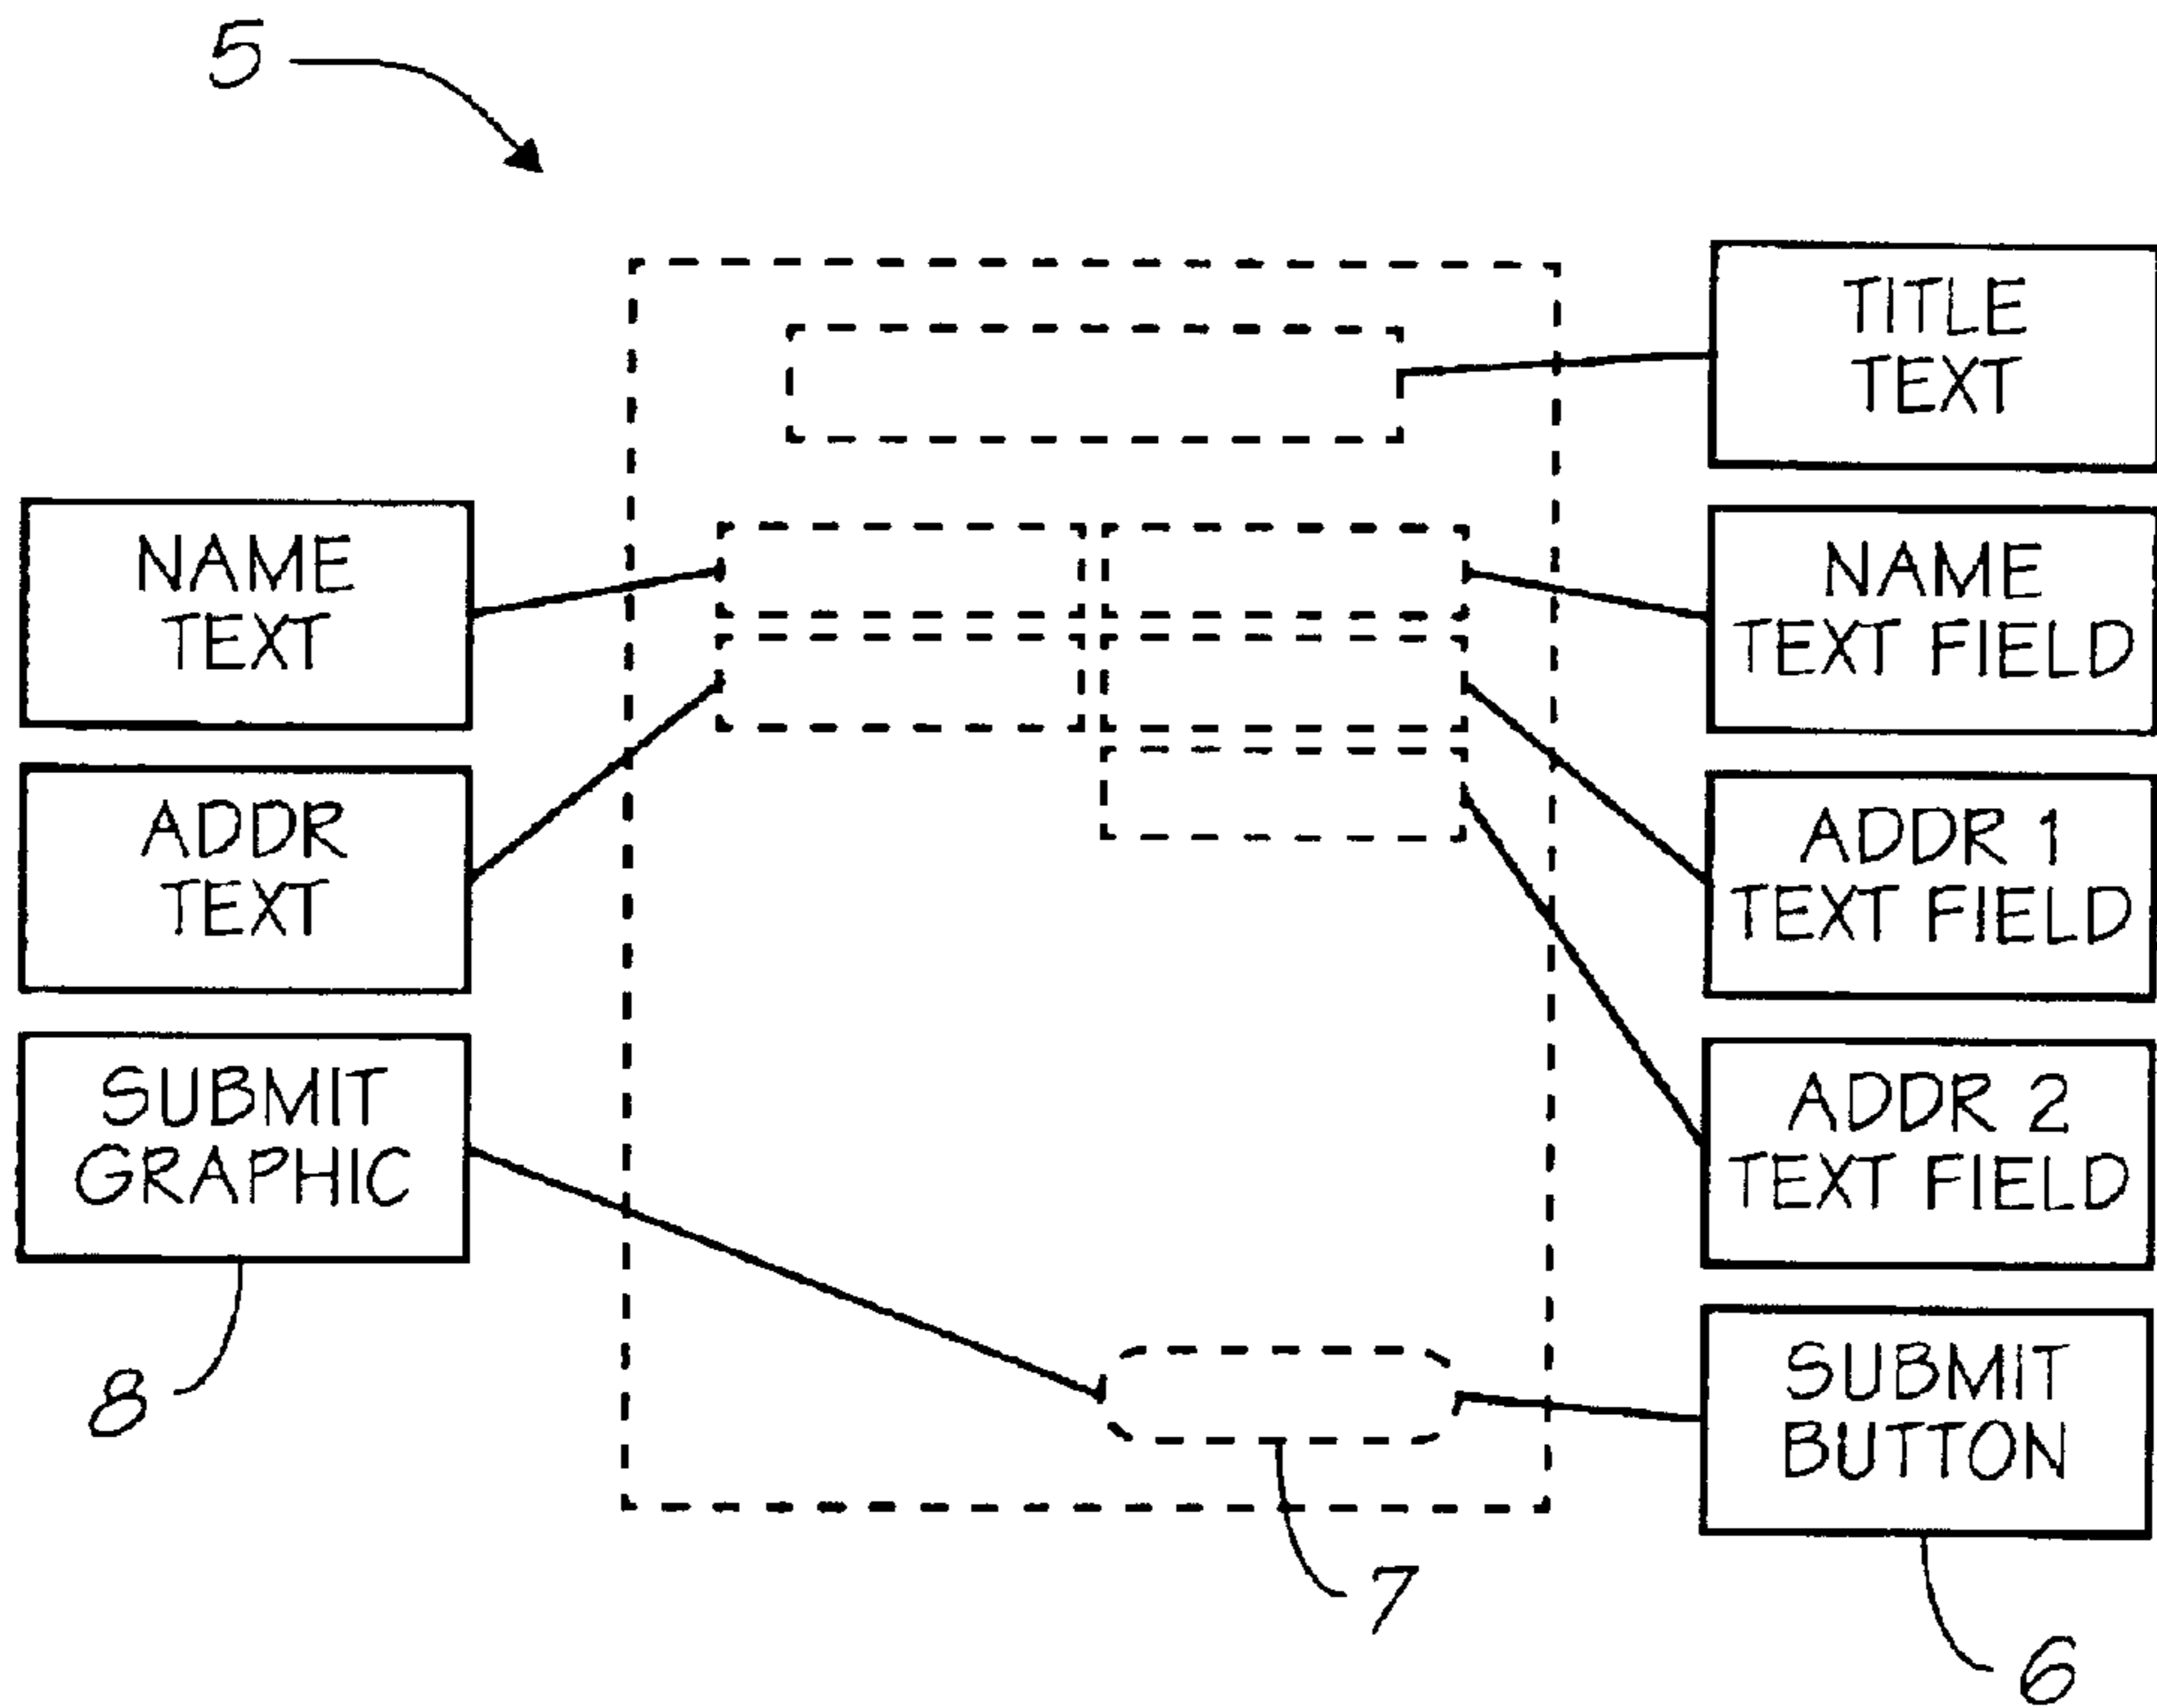 5
TITLE
TEXT
NAME
TEXT
NAME
TEXT FIELD
ADDR
TEXT
ADDR 1
TEXT FIELD
SUBMIT
GRAPHIC
ADDR 2
TEXT FIELD
8
SUBMIT
BUTTON
7
6